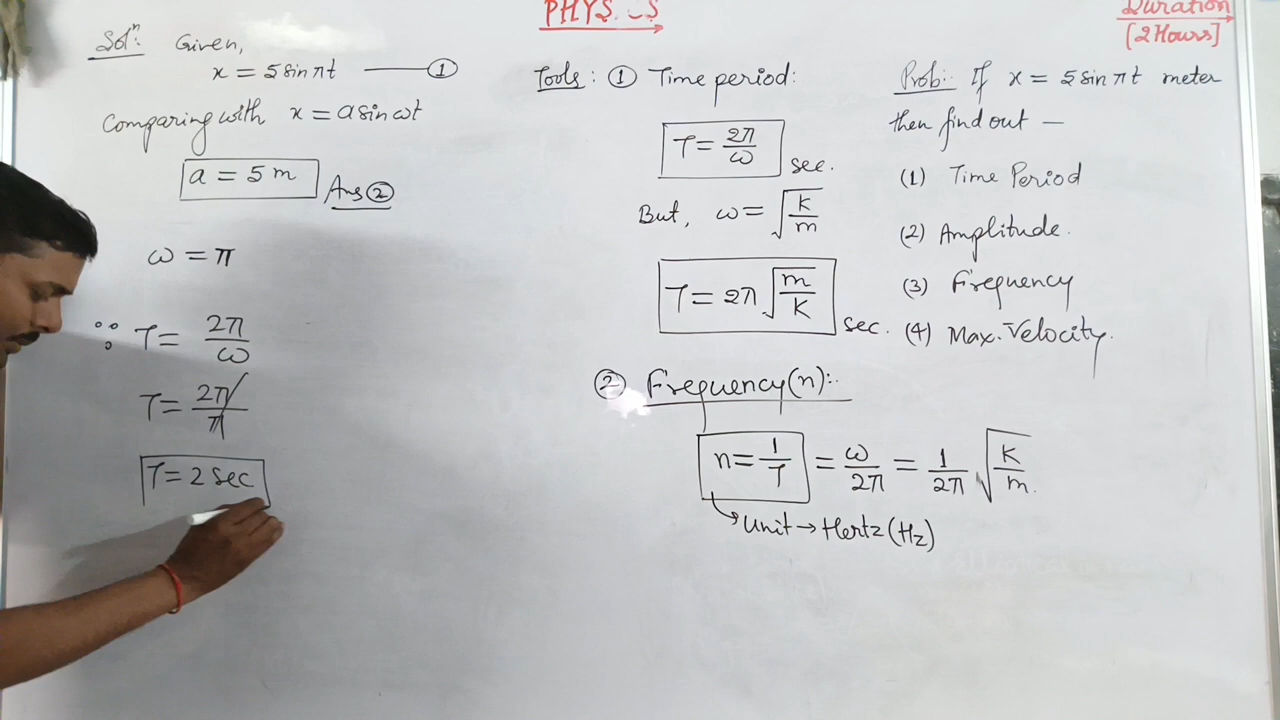 PHYSICS
Duration
[2 Hours]
Solⁿ: Given,
x = 5 sin πt —— ①
Comparing with x = a sin ωt
a = 5 m Ans ②
ω = π
∴ T = 2π/ω
T = 2π/π
T = 2 sec
Tools: ① Time period:
T = 2π/ω sec.
But, ω = √(k/m)
T = 2π √(m/k) sec.
② Frequency (n):-
n = 1/T = ω/2π = 1/2π √(k/m)
Unit → Hertz (Hz)
Prob:- If x = 5 sin πt meter
then find out —
(1) Time Period
(2) Amplitude.
(3) Frequency
(4) Max. Velocity.